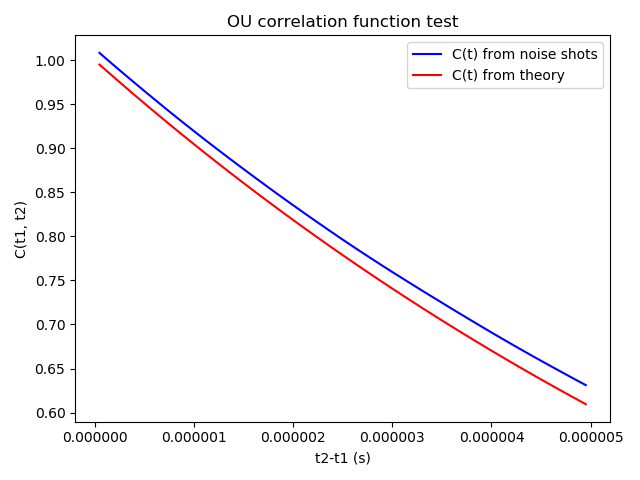 OU correlation function test
C(t) from noise shots
C(t) from theory
C(t1, t2)
1.00
0.95
0.90
0.85
0.80
0.75
0.70
0.65
0.60
0.000000 0.000001 0.000002 0.000003 0.000004 0.000005
t2-t1 (s)